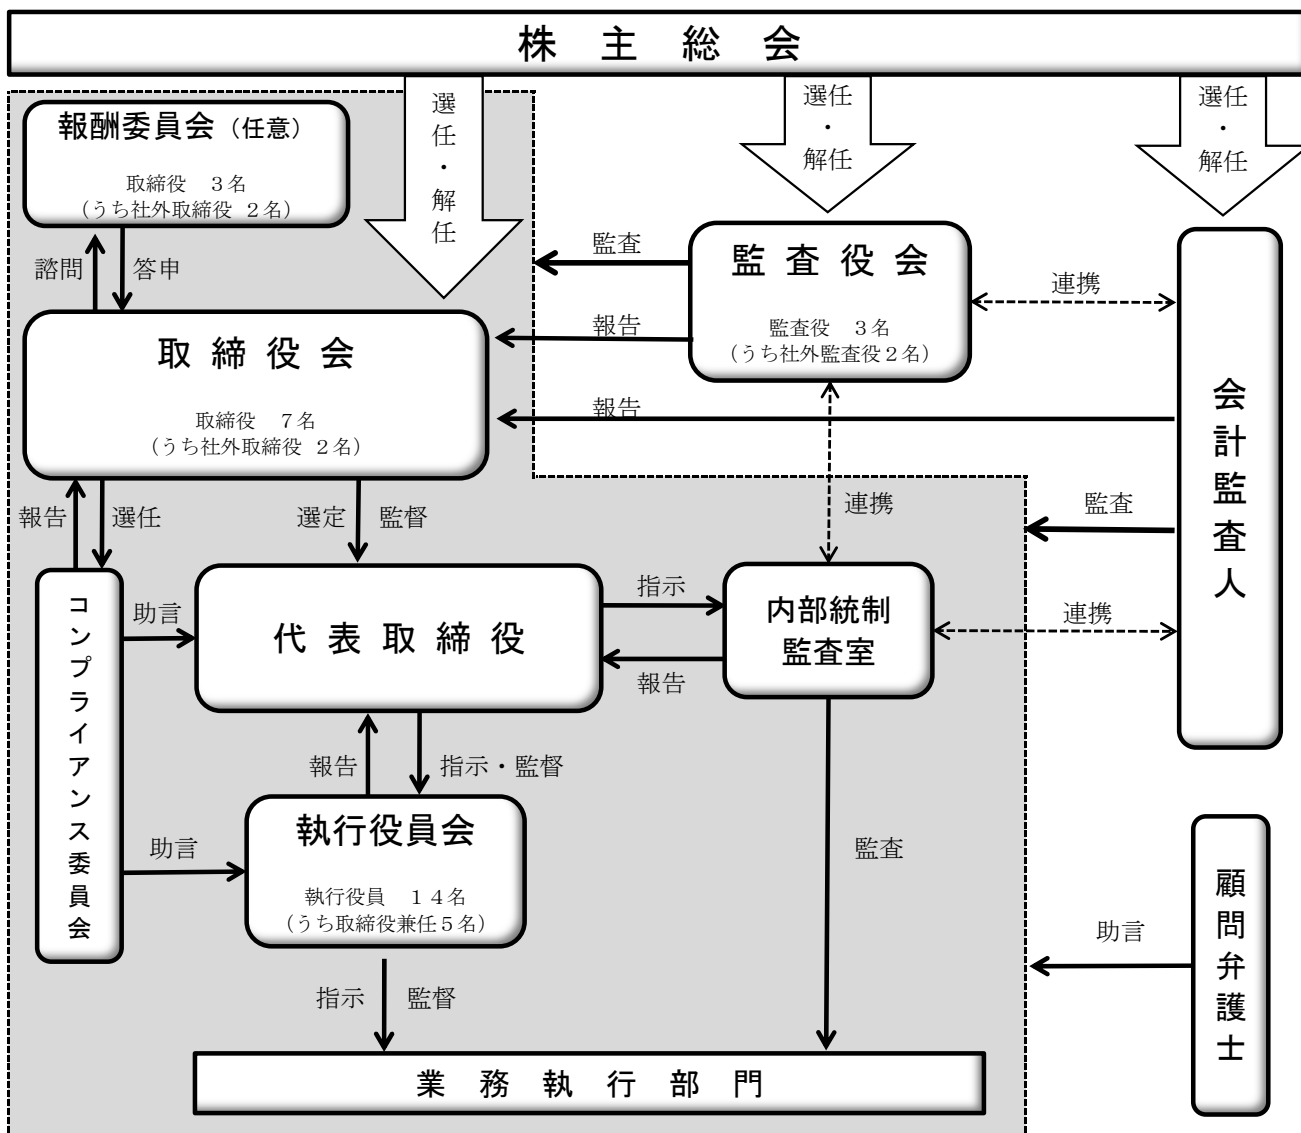 株 主 総 会
選任・解任
選任
・
解任
選任
・
解任
報酬委員会（任意）
取締役　３名
（うち社外取締役 ２名）
諮問
答申
監査
監 査 役 会
監査役　３名
（うち社外監査役２名）
連携
報告
取 締 役 会
取締役　７名
（うち社外取締役 ２名）
報告
会計監査人
報告
選任
選定
監督
連携
監査
コンプライアンス委員会
助言
代 表 取 締 役
指示
報告
内部統制
監査室
連携
報告
指示・監督
助言
執行役員会
執行役員　１４名
（うち取締役兼任５名）
監査
顧問弁護士
助言
指示
監督
業 務 執 行 部 門